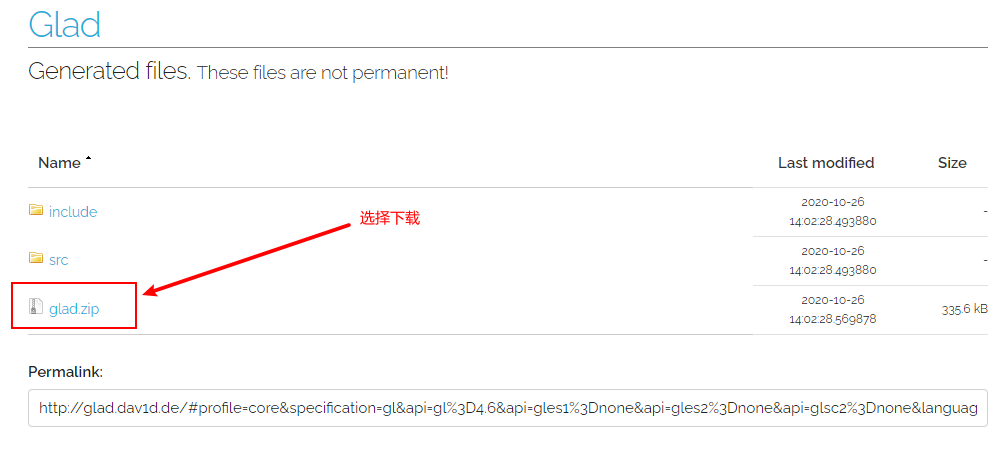 Glad
Generated files. These files are not permanent!
Name Last modified Size
include 2020-10-26 14:02:28.493880 -
选择下载
src 2020-10-26 14:02:28.493880 -
glad.zip 2020-10-26 14:02:28.569878 335.6 kB
Permalink:
http://glad.dav1d.de/#profile=core&specification=gl&api=gl%3D4.6&api=gles1%3Dnone&api=gles2%3Dnone&api=glsc2%3Dnone&languag